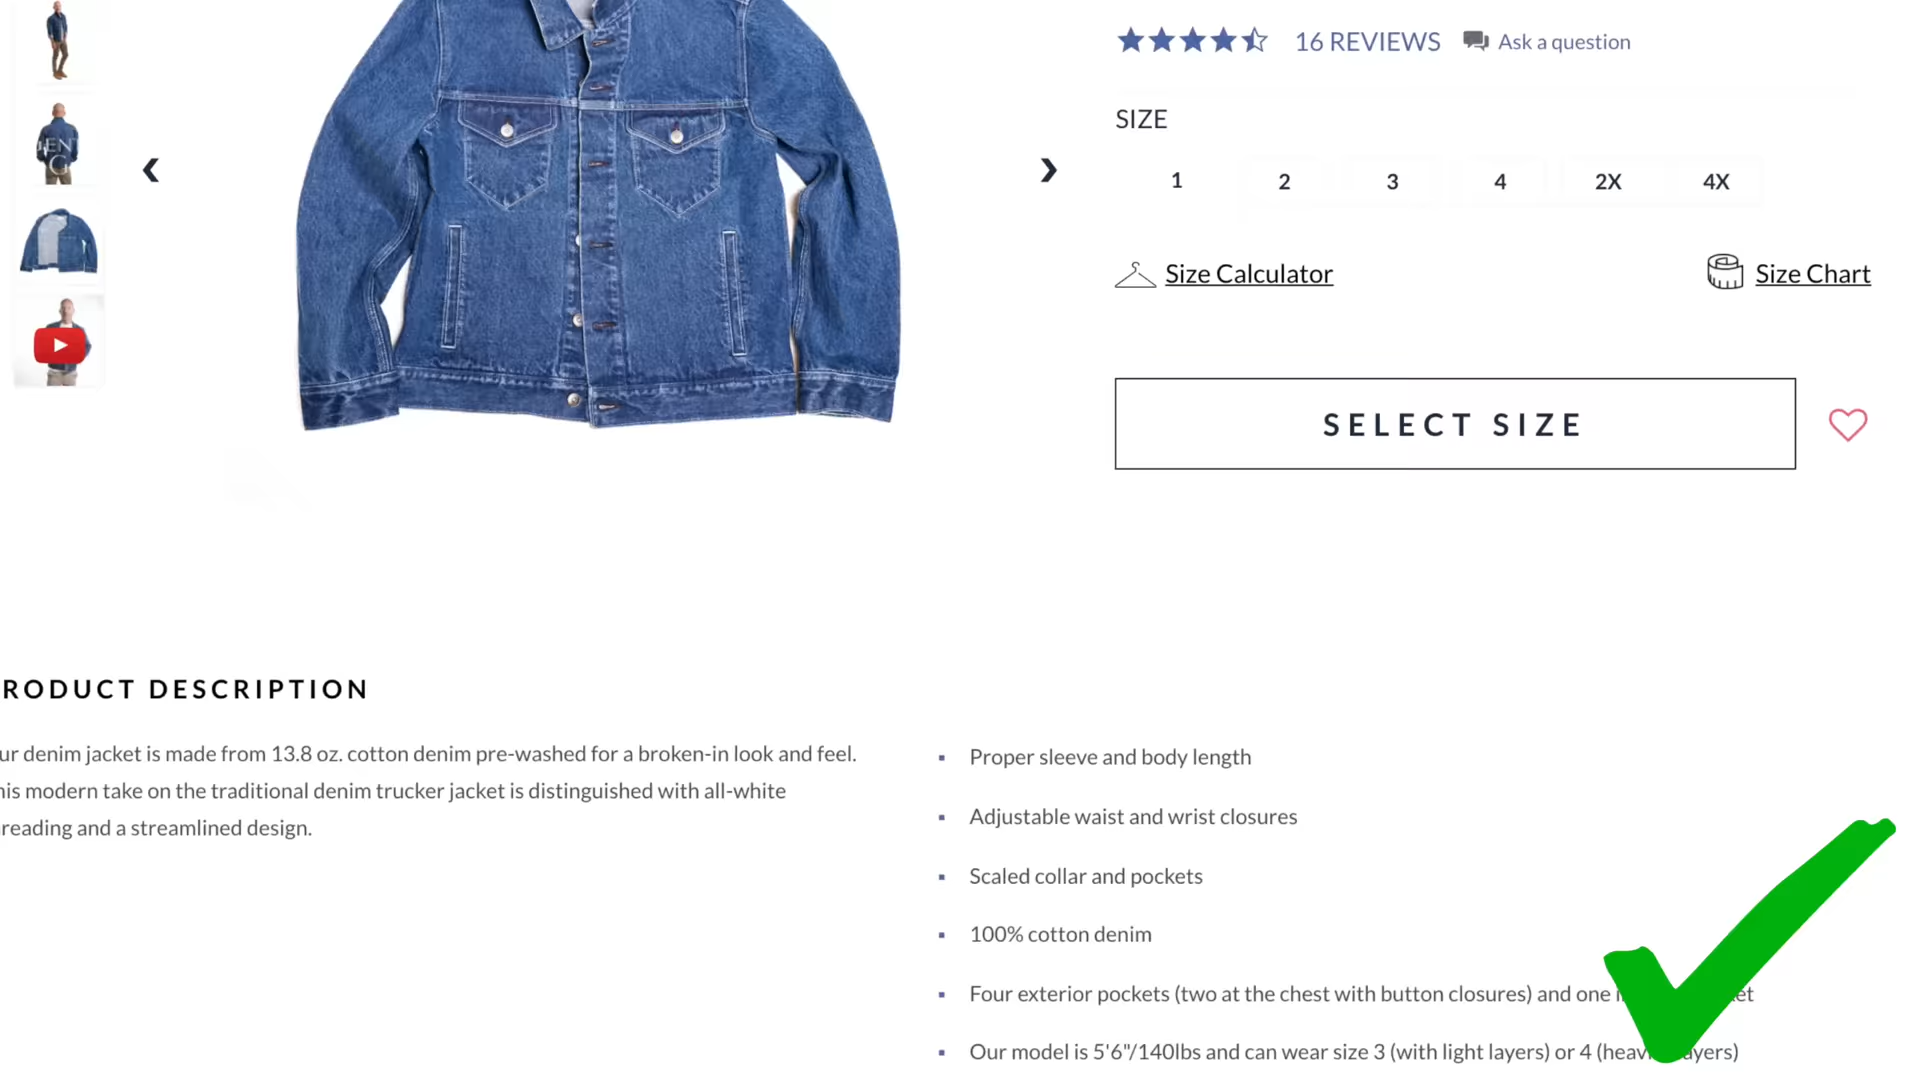 16 REVIEWS
Ask a question
SIZE
1 2 3 4 2X 4X
Size Calculator
Size Chart
SELECT SIZE
RODUCT DESCRIPTION
ur denim jacket is made from 13.8 oz. cotton denim pre-washed for a broken-in look and feel.
his modern take on the traditional denim trucker jacket is distinguished with all-white
reading and a streamlined design.
Proper sleeve and body length
Adjustable waist and wrist closures
Scaled collar and pockets
100% cotton denim
Four exterior pockets (two at the chest with button closures) and one
Our model is 5'6"/140lbs and can wear size 3 (with light layers) or 4